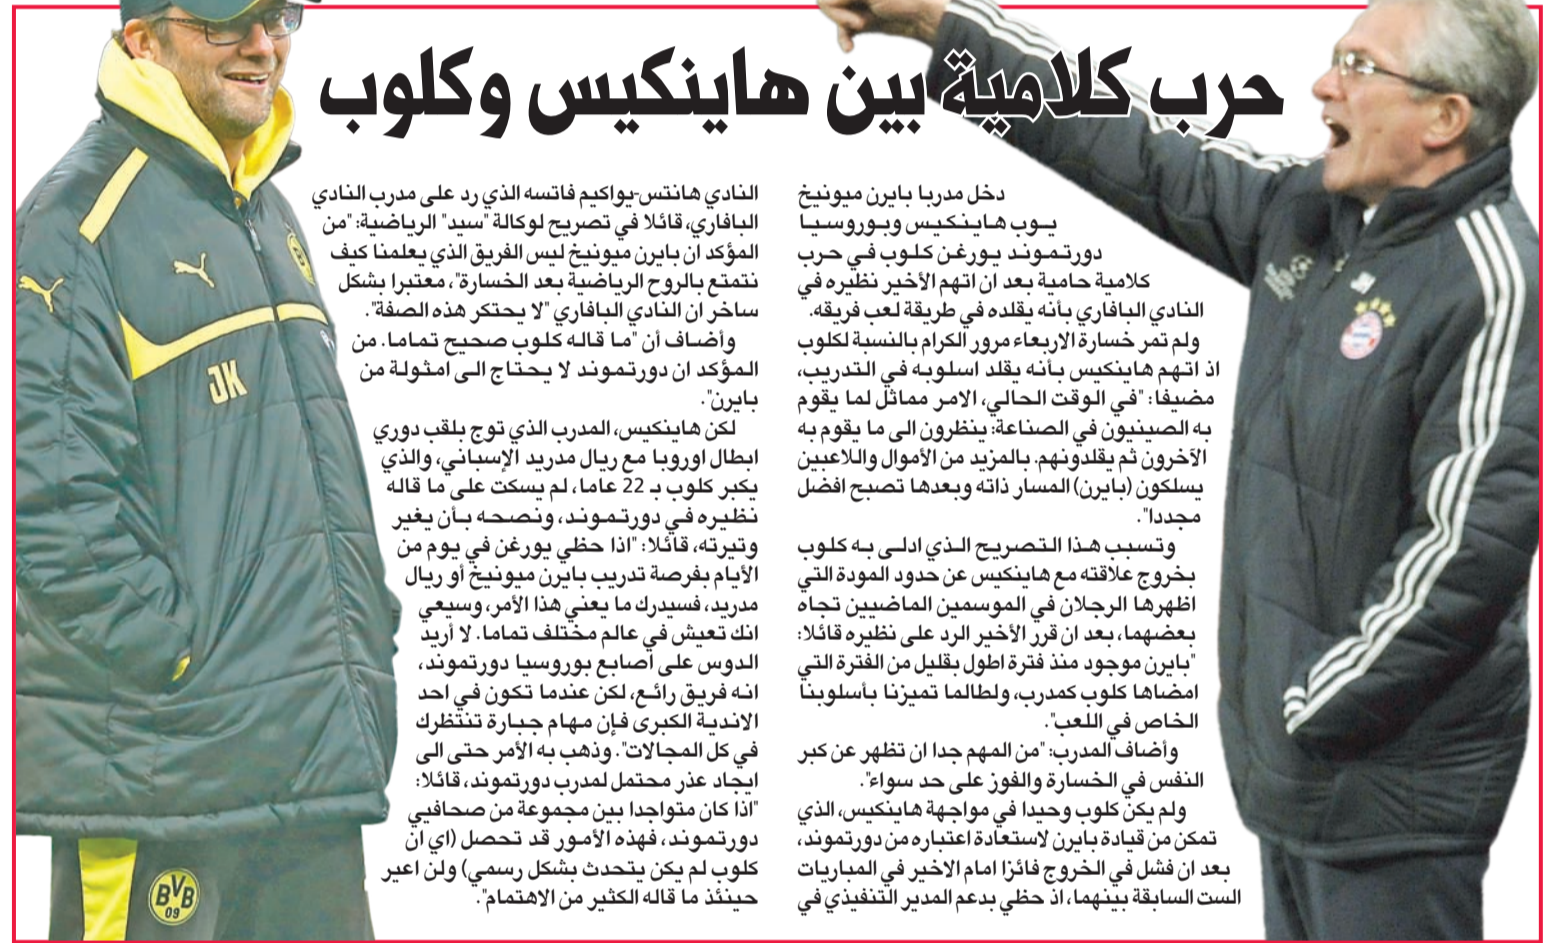 حرب كلامية بين هاينكيس وكلوب
دخل مدربا بايرن ميونيخ
يوب هاينكيس وبوروسيا
دورتموند يورغن كلوب في حرب
كلامية حامية بعد ان اتهم الأخير نظيره في
النادي البافاري بأنه يقلده في طريقة لعب فريقه.
ولم تمر خسارة الاربعاء مرور الكرام بالنسبة لكلوب
اذ اتهم هاينكيس بأنه يقلد اسلوبه في التدريب،
مضيفا: "في الوقت الحالي، الامر مماثل لما يقوم
به الصينيون في الصناعة: ينظرون الى ما يقوم به
الآخرون ثم يقلدونهم. بالمزيد من الأموال واللاعبين
يسلكون (بايرن) المسار ذاته وبعدها تصبح افضل
مجددا".
وتسبب هذا التصريح الذي ادلى به كلوب
بخروج علاقته مع هاينكيس عن حدود المودة التي
اظهرها الرجلان في الموسمين الماضيين تجاه
بعضهما، بعد ان قرر الأخير الرد على نظيره قائلا:
"بايرن موجود منذ فترة اطول بقليل من الفترة التي
امضاها كلوب كمدرب، ولطالما تميزنا بأسلوبنا
الخاص في اللعب".
وأضاف المدرب: "من المهم جدا ان تظهر عن كبر
النفس في الخسارة والفوز على حد سواء".
ولم يكن كلوب وحيدا في مواجهة هاينكيس، الذي
تمكن من قيادة بايرن لاستعادة اعتباره من دورتموند،
بعد ان فشل في الخروج فائزا امام الاخير في المباريات
الست السابقة بينهما، اذ حظي بدعم المدير التنفيذي في
النادي هانتس-يواكيم فاتسه الذي رد على مدرب النادي
البافاري، قائلا في تصريح لوكالة "سيد" الرياضية: "من
المؤكد ان بايرن ميونيخ ليس الفريق الذي يعلمنا كيف
نتمتع بالروح الرياضية بعد الخسارة"، معتبرا بشكل
ساخر ان النادي البافاري "لا يحتكر هذه الصفة".
وأضاف أن "ما قاله كلوب صحيح تماما. من
المؤكد ان دورتموند لا يحتاج الى امثولة من
بايرن".
لكن هاينكيس، المدرب الذي توج بلقب دوري
ابطال اوروبا مع ريال مدريد الإسباني، والذي
يكبر كلوب بـ 22 عاما، لم يسكت على ما قاله
نظيره في دورتموند، ونصحه بأن يغير
وتيرته، قائلا: "اذا حظي يورغن في يوم من
الأيام بفرصة تدريب بايرن ميونيخ أو ريال
مدريد، فسيدرك ما يعني هذا الأمر، وسيعي
انك تعيش في عالم مختلف تماما. لا أريد
الدوس على اصابع بوروسيا دورتموند،
انه فريق رائع، لكن عندما تكون في احد
الاندية الكبرى فإن مهام جبارة تنتظرك
في كل المجالات". وذهب به الأمر حتى الى
ايجاد عذر محتمل لمدرب دورتموند، قائلا:
"اذا كان متواجدا بين مجموعة من صحافيي
دورتموند، فهذه الأمور قد تحصل (اي ان
كلوب لم يكن يتحدث بشكل رسمي) ولن اعير
حينئذ ما قاله الكثير من الاهتمام".
JK
BVB
09